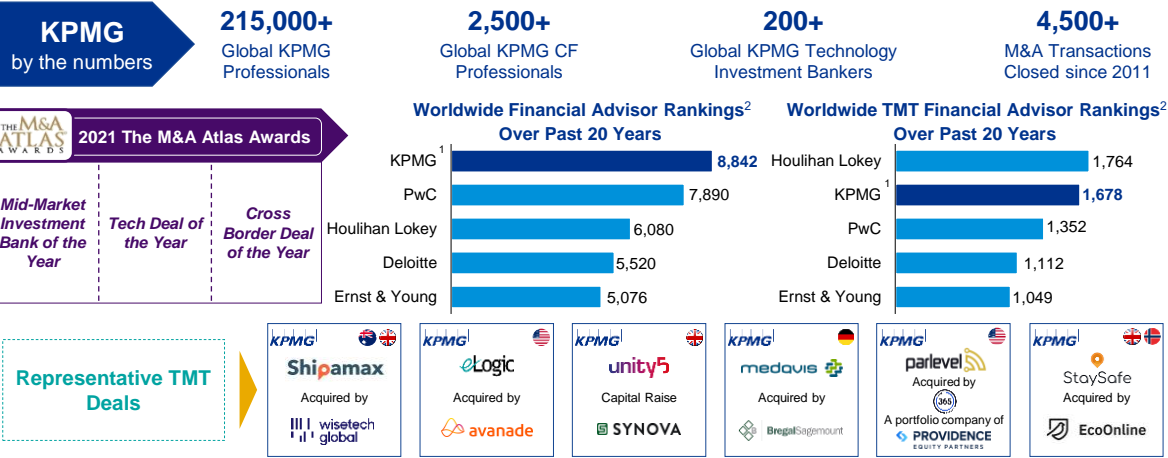 KPMG
by the numbers
215,000+
Global KPMG
Professionals
2,500+
Global KPMG CF
Professionals
200+
Global KPMG Technology
Investment Bankers
4,500+
M&A Transactions
Closed since 2011
THE M&A
ATLAS
AWARDS
2021 The M&A Atlas Awards
Mid-Market
Investment
Bank of the
Year
Tech Deal of
the Year
Cross
Border Deal
of the Year
Worldwide Financial Advisor Rankings2
Over Past 20 Years
KPMG 1 8,842
PwC 7,890
Houlihan Lokey 6,080
Deloitte 5,520
Ernst & Young 5,076
Worldwide TMT Financial Advisor Rankings2
Over Past 20 Years
Houlihan Lokey 1,764
KPMG 1 1,678
PwC 1,352
Deloitte 1,112
Ernst & Young 1,049
Representative TMT
Deals
KPMG
Shipamax
Acquired by
wisetech
global
KPMG
eLogic
Acquired by
avanade
KPMG
unity5
Capital Raise
SYNOVA
KPMG
medavis
Acquired by
BregalSagemount
KPMG
parlevel
Acquired by
365
A portfolio company of
PROVIDENCE
EQUITY PARTNERS
KPMG
StaySafe
Acquired by
EcoOnline